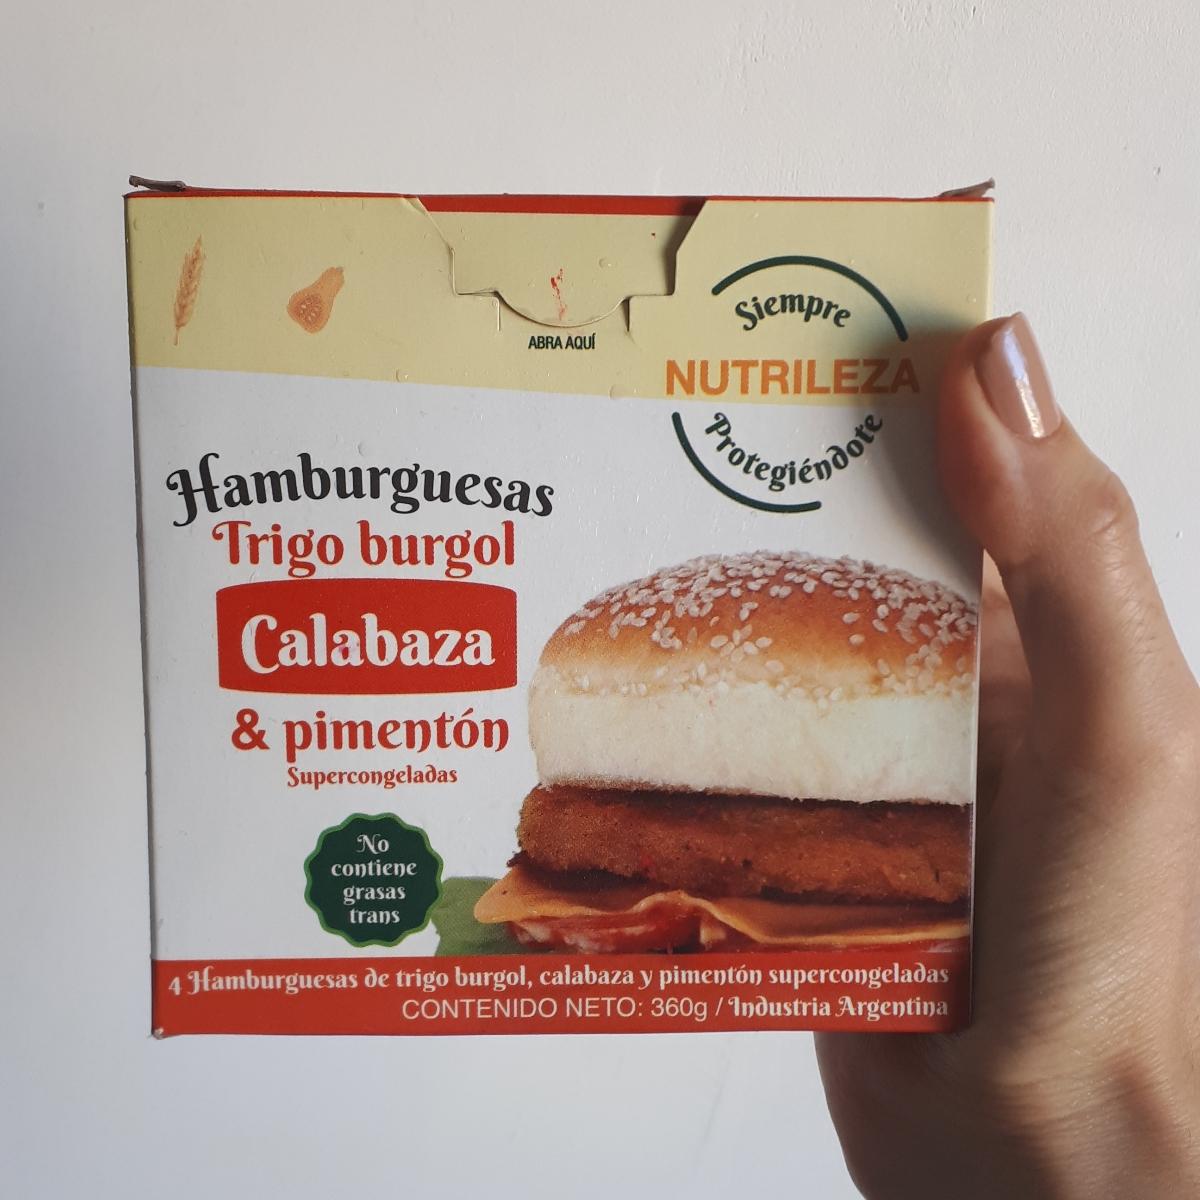 ABRA AQUÍ
Siempre
NUTRILEZA
Protegiéndote
Hamburguesas
Trigo burgol
Calabaza
& pimentón
Supercongeladas
No
contiene
grasas
trans
4 Hamburguesas de trigo burgol, calabaza y pimentón supercongeladas
CONTENIDO NETO: 360g / Industria Argentina